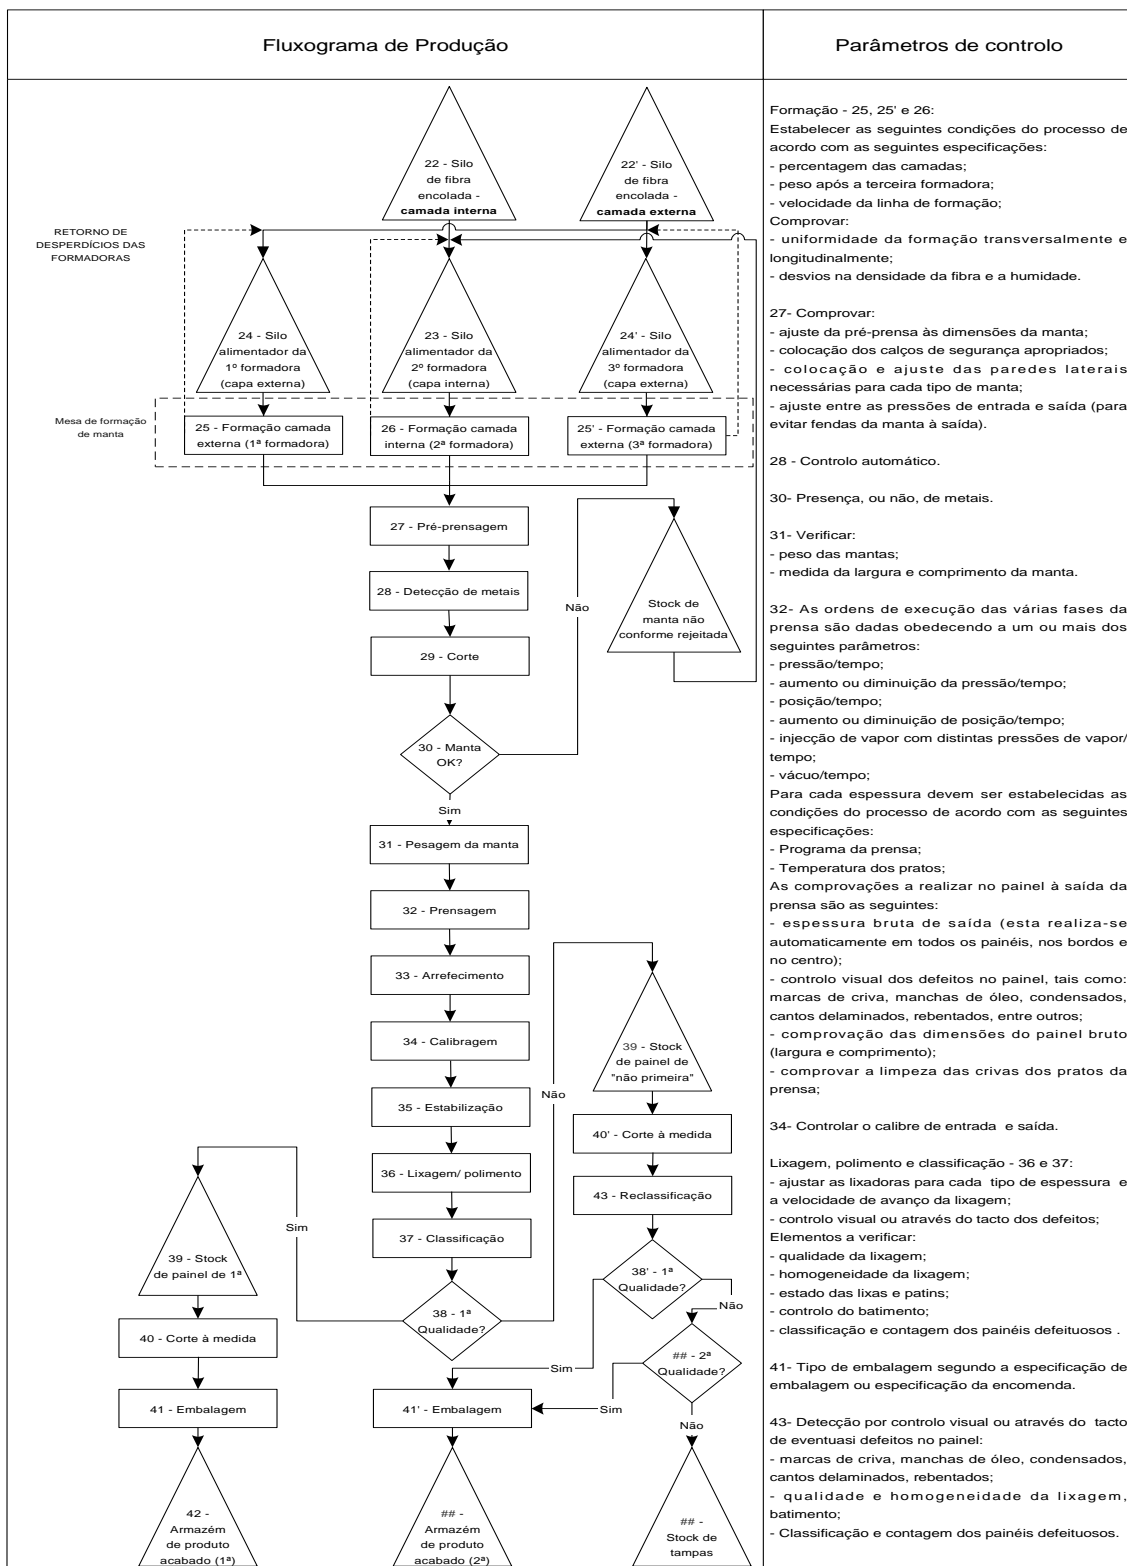 Fluxograma de Produção
Parâmetros de controlo
22 - Silo
de fibra
encolada -
camada interna
22' - Silo
de fibra
encolada -
camada externa
RETORNO DE
DESPERDÍCIOS DAS
FORMADORAS
24 - Silo
alimentador da
1º formadora
(capa externa)
23 - Silo
alimentador da
2º formadora
(capa interna)
24' - Silo
alimentador da
3º formadora
(capa externa)
Mesa de formação
de manta
25 - Formação camada
externa (1ª formadora)
26 - Formação camada
interna (2ª formadora)
25' - Formação camada
externa (3ª formadora)
27 - Pré-prensagem
28 - Detecção de metais
29 - Corte
30 - Manta
OK?
Não
Stock de
manta não
conforme rejeitada
Sim
31 - Pesagem da manta
32 - Prensagem
33 - Arrefecimento
34 - Calibragem
35 - Estabilização
36 - Lixagem/ polimento
37 - Classificação
38 - 1ª
Qualidade?
Sim
Não
39 - Stock
de painel de 1ª
40 - Corte à medida
41 - Embalagem
42 -
Armazém
de produto
acabado (1ª)
39 - Stock
de painel de
"não primeira"
40' - Corte à medida
43 - Reclassificação
38' - 1ª
Qualidade?
Não
Sim
## - 2ª
Qualidade?
Sim
Não
41' - Embalagem
## -
Armazém
de produto
acabado (2ª)
## -
Stock de
tampas
Formação - 25, 25' e 26:
Estabelecer as seguintes condições do processo de
acordo com as seguintes especificações:
- percentagem das camadas;
- peso após a terceira formadora;
- velocidade da linha de formação;
Comprovar:
- uniformidade da formação transversalmente e
longitudinalmente;
- desvios na densidade da fibra e a humidade.
27- Comprovar:
- ajuste da pré-prensa às dimensões da manta;
- colocação dos calços de segurança apropriados;
- colocação e ajuste das paredes laterais
necessárias para cada tipo de manta;
- ajuste entre as pressões de entrada e saída (para
evitar fendas da manta à saída).
28 - Controlo automático.
30- Presença, ou não, de metais.
31- Verificar:
- peso das mantas;
- medida da largura e comprimento da manta.
32- As ordens de execução das várias fases da
prensa são dadas obedecendo a um ou mais dos
seguintes parâmetros:
- pressão/tempo;
- aumento ou diminuição da pressão/tempo;
- posição/tempo;
- aumento ou diminuição de posição/tempo;
- injecção de vapor com distintas pressões de vapor/
tempo;
- vácuo/tempo;
Para cada espessura devem ser estabelecidas as
condições do processo de acordo com as seguintes
especificações:
- Programa da prensa;
- Temperatura dos pratos;
As comprovações a realizar no painel à saída da
prensa são as seguintes:
- espessura bruta de saída (esta realiza-se
automaticamente em todos os painéis, nos bordos e
no centro);
- controlo visual dos defeitos no painel, tais como:
marcas de criva, manchas de óleo, condensados,
cantos delaminados, rebentados, entre outros;
- comprovação das dimensões do painel bruto
(largura e comprimento);
- comprovar a limpeza das crivas dos pratos da
prensa;
34- Controlar o calibre de entrada e saída.
Lixagem, polimento e classificação - 36 e 37:
- ajustar as lixadoras para cada tipo de espessura e
a velocidade de avanço da lixagem;
- controlo visual ou através do tacto dos defeitos;
Elementos a verificar:
- qualidade da lixagem;
- homogeneidade da lixagem;
- estado das lixas e patins;
- controlo do batimento;
- classificação e contagem dos painéis defeituosos .
41- Tipo de embalagem segundo a especificação de
embalagem ou especificação da encomenda.
43- Detecção por controlo visual ou através do tacto
de eventuasi defeitos no painel:
- marcas de criva, manchas de óleo, condensados,
cantos delaminados, rebentados;
- qualidade e homogeneidade da lixagem,
batimento;
- Classificação e contagem dos painéis defeituosos.